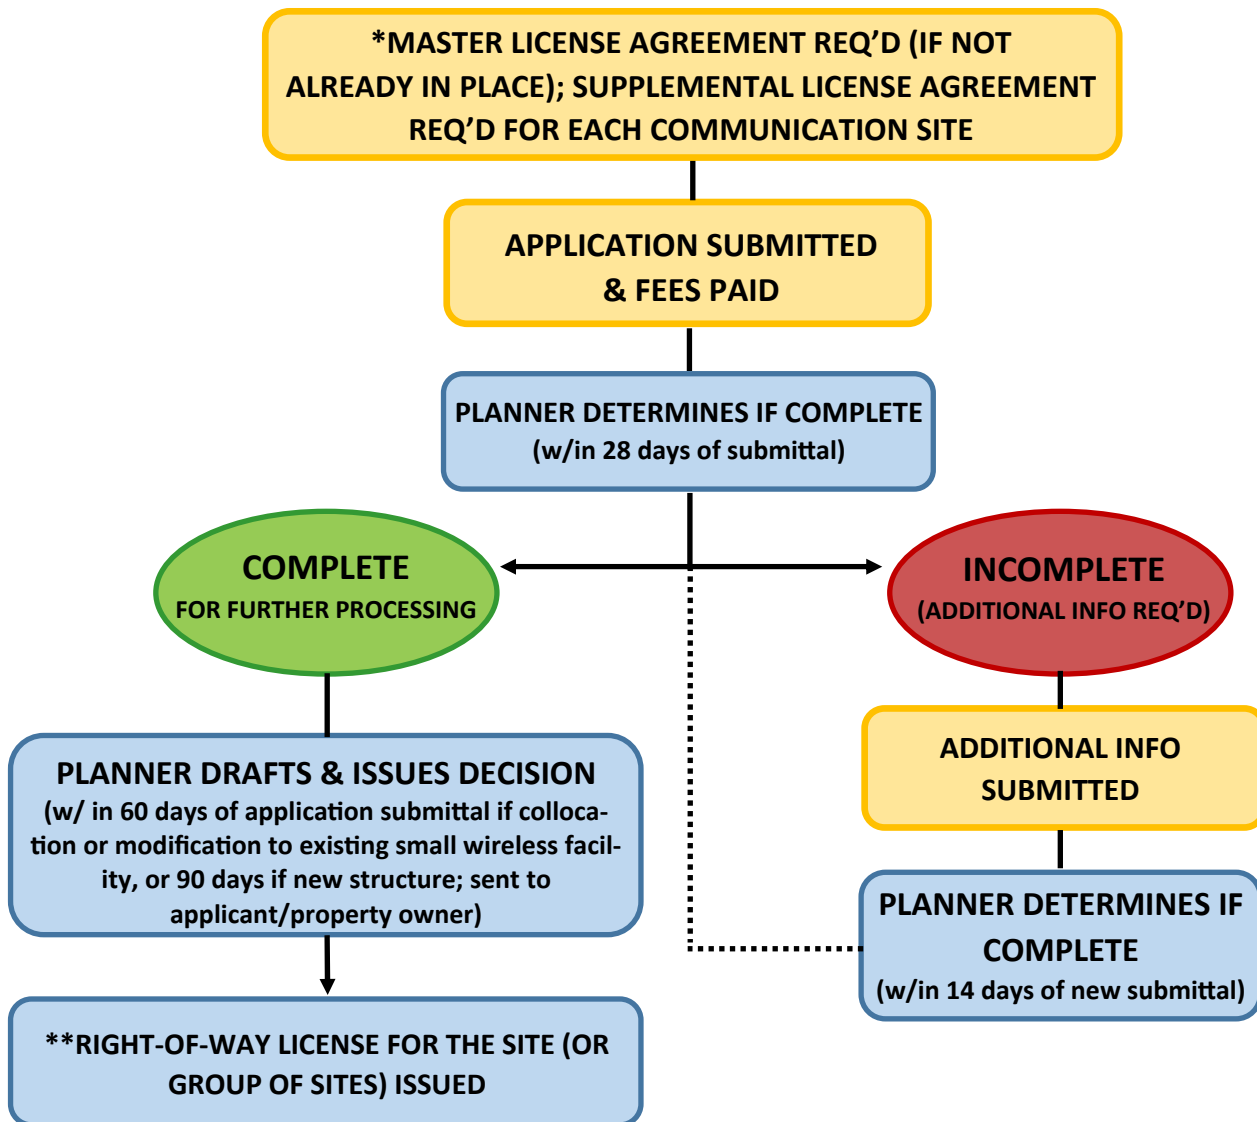 *MASTER LICENSE AGREEMENT REQ’D (IF NOT
ALREADY IN PLACE); SUPPLEMENTAL LICENSE AGREEMENT
REQ’D FOR EACH COMMUNICATION SITE
APPLICATION SUBMITTED
& FEES PAID
PLANNER DETERMINES IF COMPLETE
(w/in 28 days of submittal)
COMPLETE
FOR FURTHER PROCESSING
INCOMPLETE
(ADDITIONAL INFO REQ’D)
PLANNER DRAFTS & ISSUES DECISION
(w/ in 60 days of application submittal if colloca-
tion or modification to existing small wireless facil-
ity, or 90 days if new structure; sent to
applicant/property owner)
ADDITIONAL INFO
SUBMITTED
PLANNER DETERMINES IF
COMPLETE
(w/in 14 days of new submittal)
**RIGHT-OF-WAY LICENSE FOR THE SITE (OR
GROUP OF SITES) ISSUED